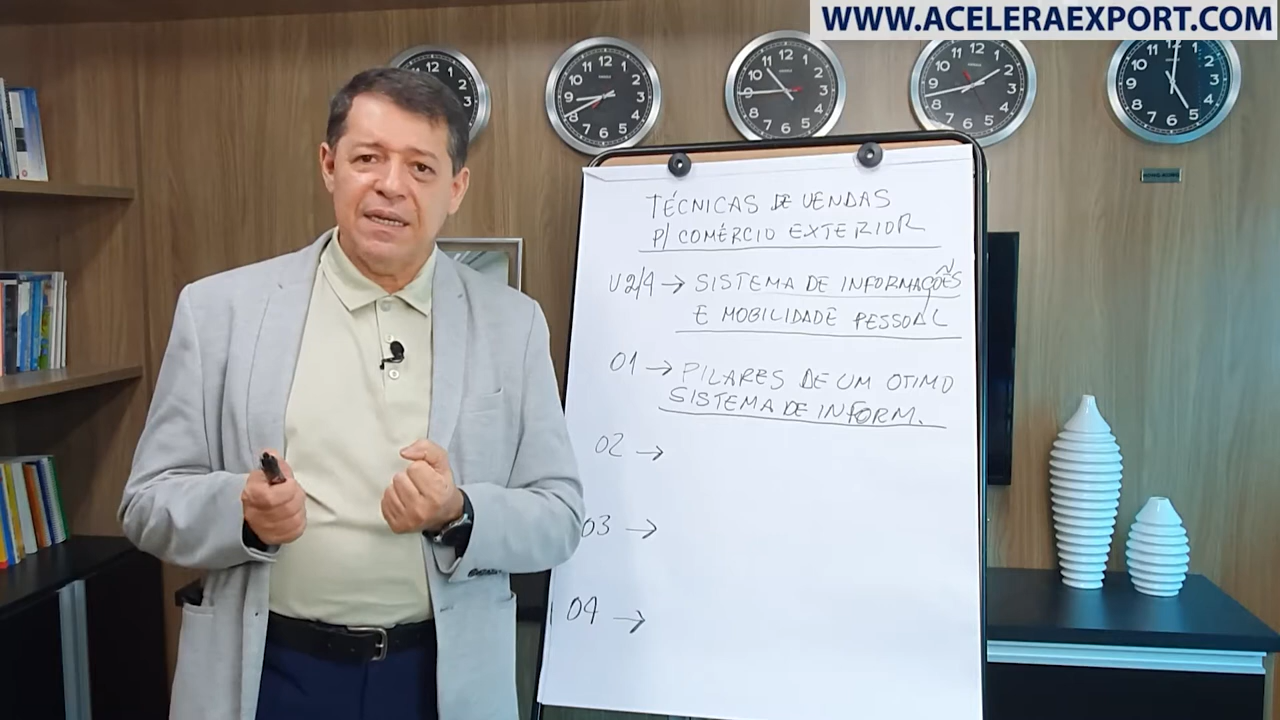 WWW.ACELERAEXPORT.COM
TÉCNICAS DE VENDAS
P/ COMÉRCIO EXTERIOR
U2/4 → SISTEMA DE INFORMAÇÕES
E MOBILIDADE PESSOAL
01 → PILARES DE UM OTIMO
SISTEMA DE INFORM.
02 →
03 →
04 →